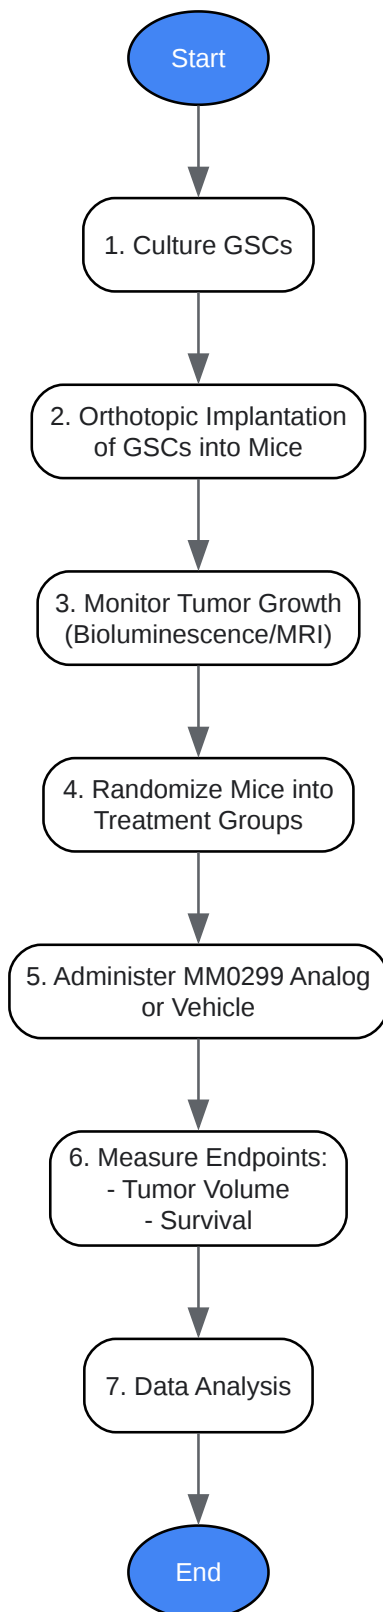 Start
1. Culture GSCs
2. Orthotopic Implantation
of GSCs into Mice
3. Monitor Tumor Growth
(Bioluminescence/MRI)
4. Randomize Mice into
Treatment Groups
5. Administer MM0299 Analog
or Vehicle
6. Measure Endpoints:
- Tumor Volume
- Survival
7. Data Analysis
End